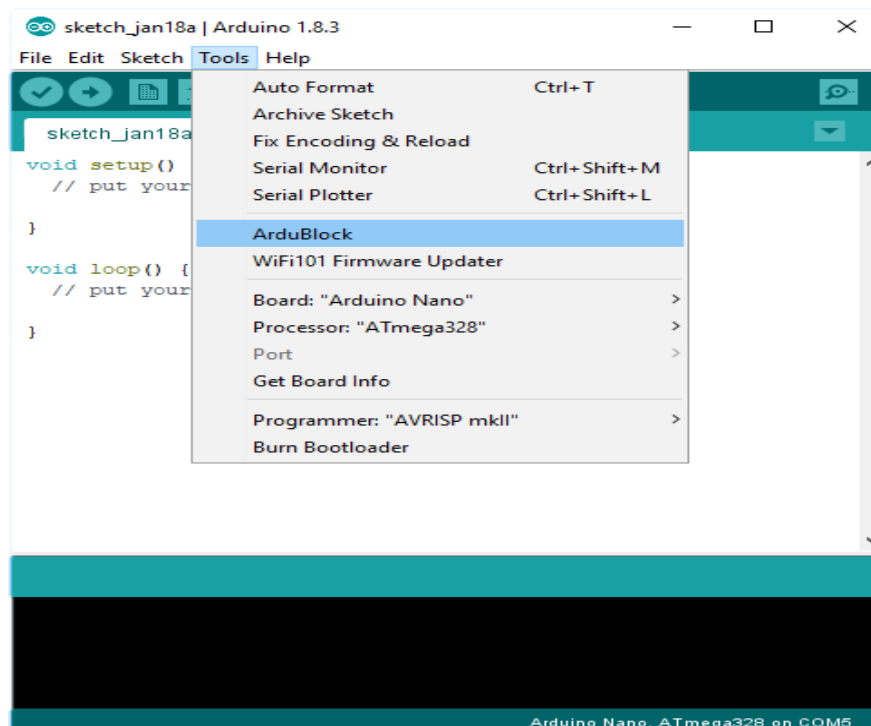 sketch_jan18a | Arduino 1.8.3
File Edit Sketch Tools Help
Auto Format Ctrl+T
Archive Sketch
sketch_jan18a
Fix Encoding & Reload
void setup()
Serial Monitor Ctrl+Shift+M
// put your
Serial Plotter Ctrl+Shift+L
}
ArduBlock
WiFi101 Firmware Updater
void loop() {
// put your
Board: "Arduino Nano"
Processor: "ATmega328"
}
Port
Get Board Info
Programmer: "AVRISP mkII"
Burn Bootloader
Arduino Nano, ATmega328 on COM5